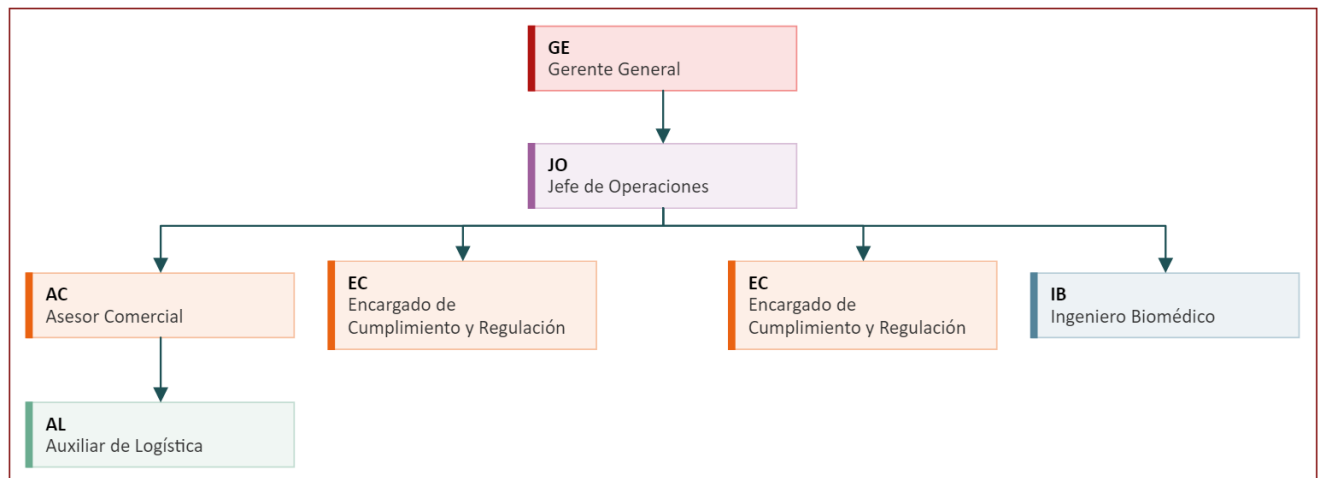 GE
Gerente General
JO
Jefe de Operaciones
AC
Asesor Comercial
EC
Encargado de
Cumplimiento y Regulación
EC
Encargado de
Cumplimiento y Regulación
IB
Ingeniero Biomédico
AL
Auxiliar de Logística